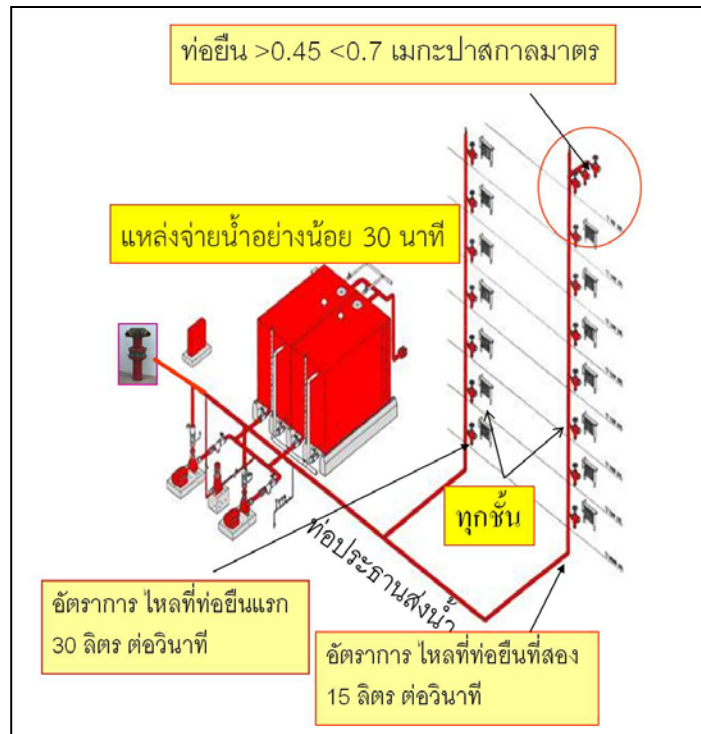 ท่อยืน >0.45 <0.7 เมกะปาสกาลมาตร
แหล่งจ่ายน้ำอย่างน้อย 30 นาที
ทุกชั้น
ท่อประธานส่งน้ำ
อัตราการ ไหลที่ท่อยืนแรก
30 ลิตร ต่อวินาที
อัตราการ ไหลที่ท่อยืนที่สอง
15 ลิตร ต่อวินาที